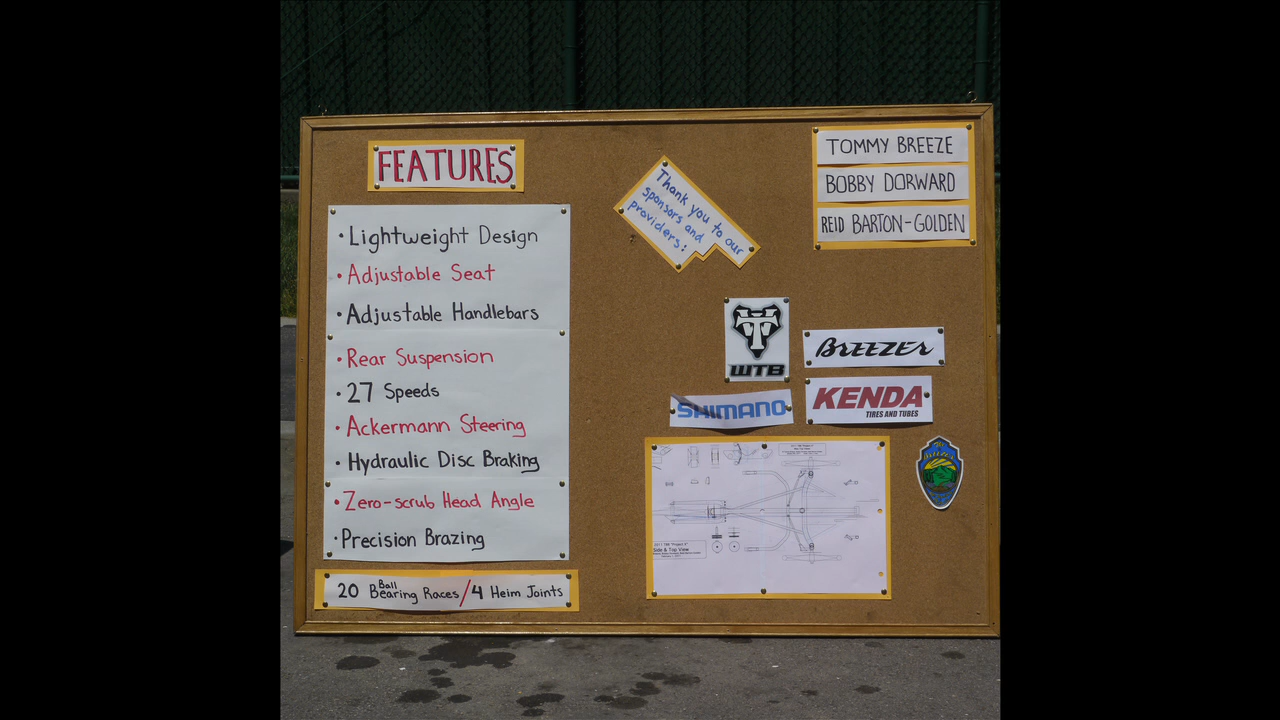 FEATURES
• Lightweight Design
• Adjustable Seat
• Adjustable Handlebars
• Rear Suspension
• 27 Speeds
• Ackermann Steering
• Hydraulic Disc Braking
• Zero-scrub Head Angle
• Precision Brazing
20 Ball Bearing Races / 4 Heim Joints
Thank you to our
sponsors and
providers!
TOMMY BREEZE
BOBBY DORWARD
REID BARTON-GOLDEN
WTB
BREEZER
SHIMANO
KENDA
TIRES AND TUBES
Breezer
Side & Top View